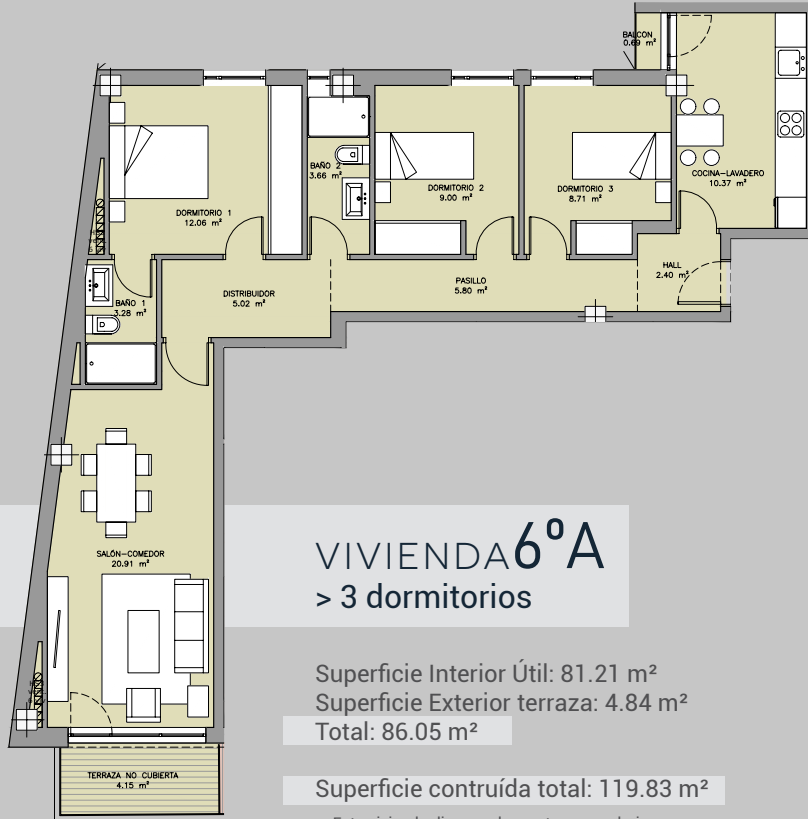 BALCON
0.69 m²
COCINA-LAVADERO
10.37 m²
BAÑO 2
3.66 m²
DORMITORIO 2
9.00 m²
DORMITORIO 3
8.71 m²
DORMITORIO 1
12.06 m²
HALL
2.40 m²
PASILLO
5.80 m²
DISTRIBUIDOR
5.02 m²
BAÑO 1
3.28 m²
SALÓN-COMEDOR
20.91 m²
VIVIENDA 6ºA
> 3 dormitorios
Superficie Interior Útil: 81.21 m²
Superficie Exterior terraza: 4.84 m²
Total: 86.05 m²
TERRAZA NO CUBIERTA
4.15 m²
Superficie contruída total: 119.83 m²